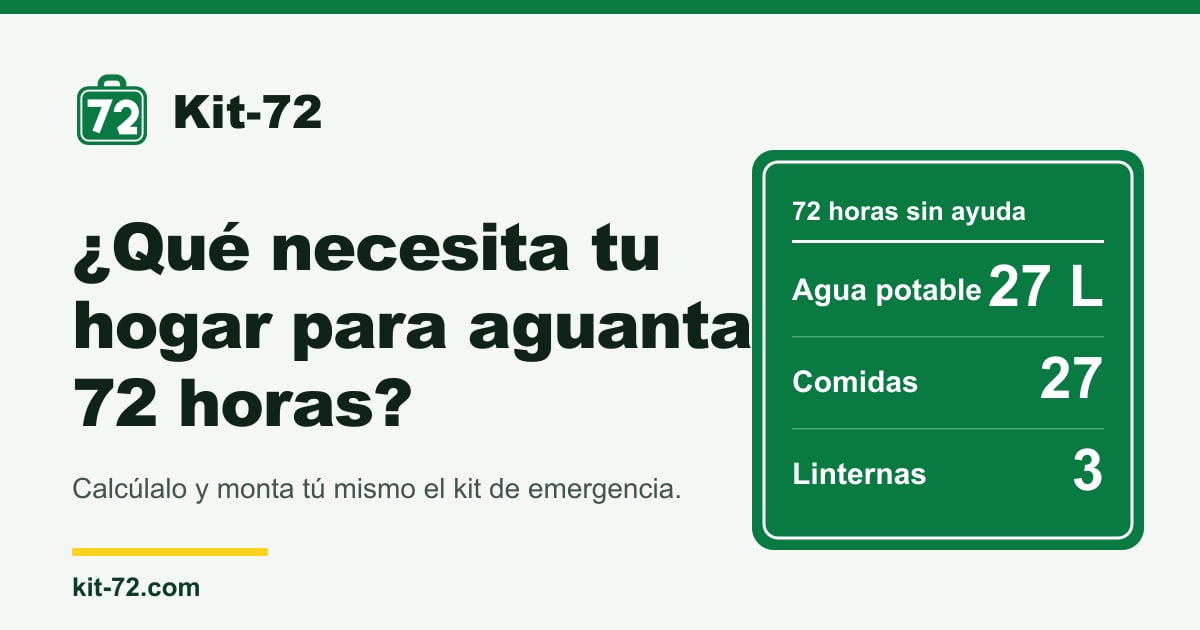 72
Kit-72
¿Qué necesita tu
hogar para aguanta
72 horas?
Calcúlalo y monta tú mismo el kit de emergencia.
kit-72.com
72 horas sin ayuda
Agua potable 27 L
Comidas 27
Linternas 3